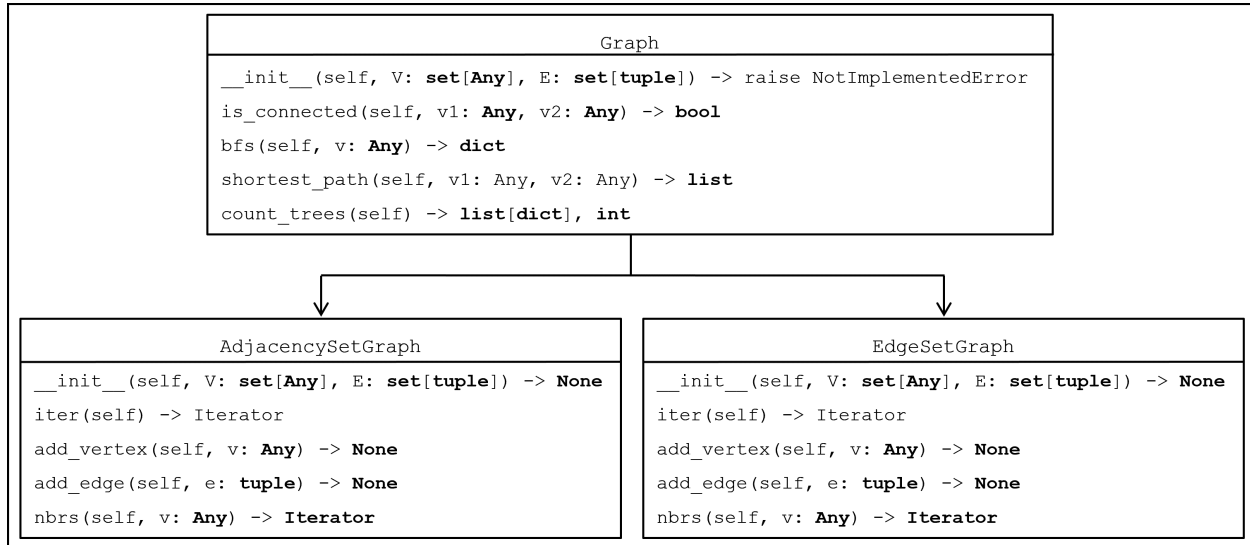 Graph
__init__(self, V: set[Any], E: set[tuple]) -> raise NotImplementedError
is_connected(self, v1: Any, v2: Any) -> bool
bfs(self, v: Any) -> dict
shortest_path(self, v1: Any, v2: Any) -> list
count_trees(self) -> list[dict], int
AdjacencySetGraph
__init__(self, V: set[Any], E: set[tuple]) -> None
iter(self) -> Iterator
add_vertex(self, v: Any) -> None
add_edge(self, e: tuple) -> None
nbrs(self, v: Any) -> Iterator
EdgeSetGraph
__init__(self, V: set[Any], E: set[tuple]) -> None
iter(self) -> Iterator
add_vertex(self, v: Any) -> None
add_edge(self, e: tuple) -> None
nbrs(self, v: Any) -> Iterator